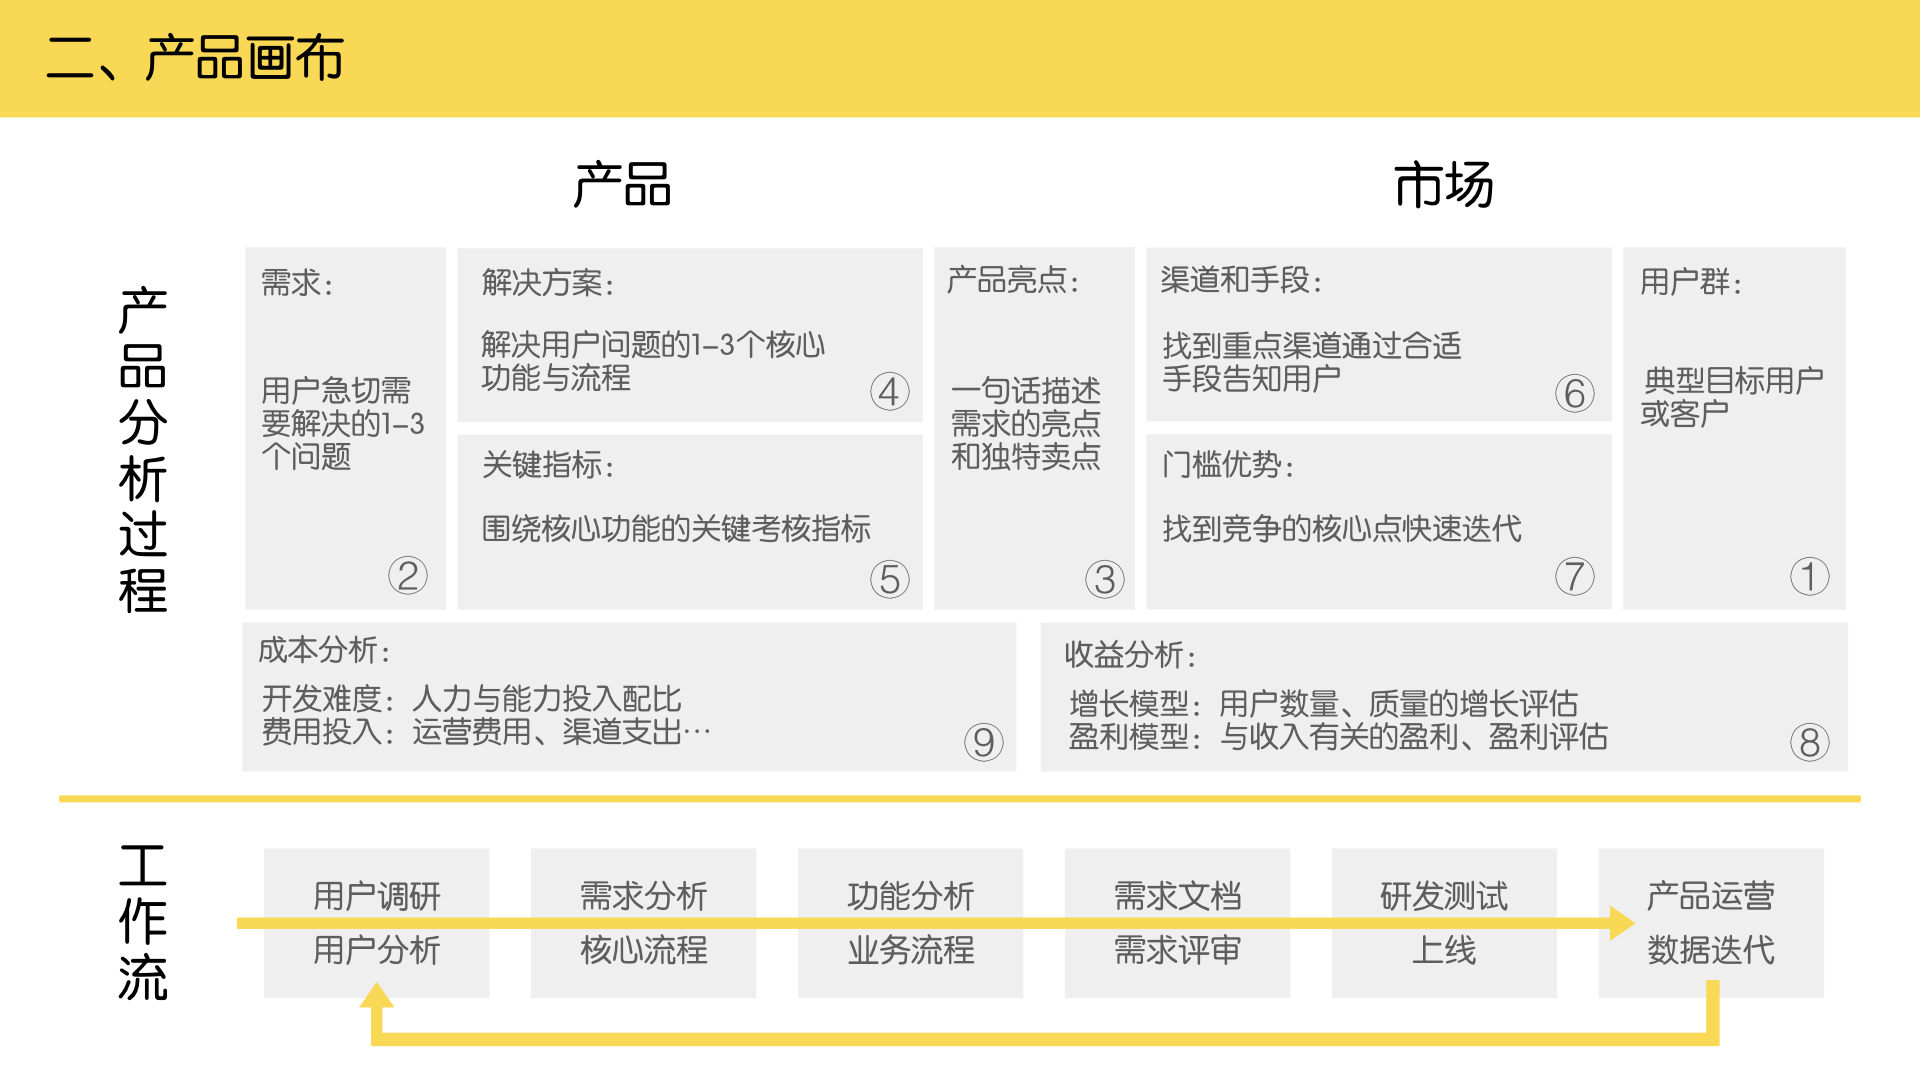 二、产品画布
产品
市场
产品分析过程
需求：
用户急切需
要解决的1-3
个问题
②
解决方案：
解决用户问题的1-3个核心
功能与流程
④
关键指标：
围绕核心功能的关键考核指标
⑤
产品亮点：
一句话描述
需求的亮点
和独特卖点
③
渠道和手段：
找到重点渠道通过合适
手段告知用户
⑥
门槛优势：
找到竞争的核心点快速迭代
⑦
用户群：
典型目标用户
或客户
①
成本分析：
开发难度：人力与能力投入配比
费用投入：运营费用、渠道支出…
⑨
收益分析：
增长模型：用户数量、质量的增长评估
盈利模型：与收入有关的盈利、盈利评估
⑧
工作流
用户调研
用户分析
需求分析
核心流程
功能分析
业务流程
需求文档
需求评审
研发测试
上线
产品运营
数据迭代